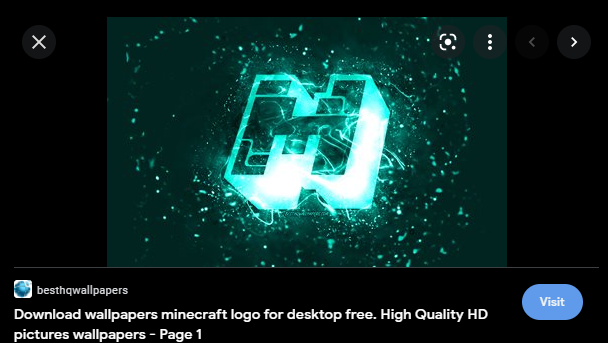 besthqwallpapers
Visit
Download wallpapers minecraft logo for desktop free. High Quality HD
pictures wallpapers - Page 1